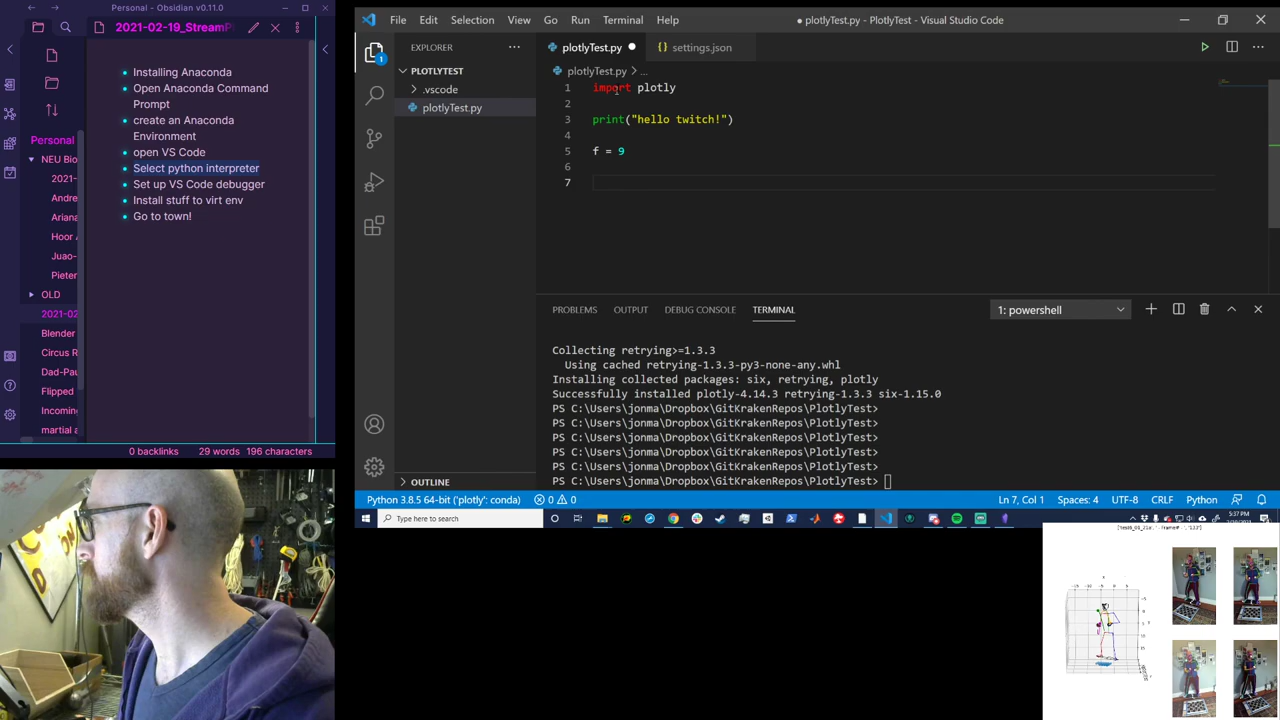 Personal - Obsidian v0.11.0
2021-02-19_StreamP
Installing Anaconda
Open Anaconda Command
Prompt
create an Anaconda
Environment
open VS Code
Select python interpreter
Set up VS Code debugger
Install stuff to virt env
Go to town!
Personal
NEU Bio
2021-
Andre
Ariana
Hoor
Juao-
Pieter
OLD
2021-02
Blender
Circus R
Dad-Pau
Flipped
Incoming
martial a
0 backlinks 29 words 196 characters
File Edit Selection View Go Run Terminal Help
● plotlyTest.py - PlotlyTest - Visual Studio Code
EXPLORER
PLOTLYTEST
.vscode
plotlyTest.py
OUTLINE
plotlyTest.py
{} settings.json
plotlyTest.py > ...
1 import plotly
2
3 print("hello twitch!")
4
5 f = 9
6
7
PROBLEMS OUTPUT DEBUG CONSOLE TERMINAL
1: powershell
Collecting retrying>=1.3.3
Using cached retrying-1.3.3-py3-none-any.whl
Installing collected packages: six, retrying, plotly
Successfully installed plotly-4.14.3 retrying-1.3.3 six-1.15.0
PS C:\Users\jonma\Dropbox\GitKrakenRepos\PlotlyTest>
PS C:\Users\jonma\Dropbox\GitKrakenRepos\PlotlyTest>
PS C:\Users\jonma\Dropbox\GitKrakenRepos\PlotlyTest>
PS C:\Users\jonma\Dropbox\GitKrakenRepos\PlotlyTest>
PS C:\Users\jonma\Dropbox\GitKrakenRepos\PlotlyTest>
PS C:\Users\jonma\Dropbox\GitKrakenRepos\PlotlyTest>
Python 3.8.5 64-bit ('plotly': conda) 0 0
Ln 7, Col 1 Spaces: 4 UTF-8 CRLF Python
Type here to search
5:37 PM